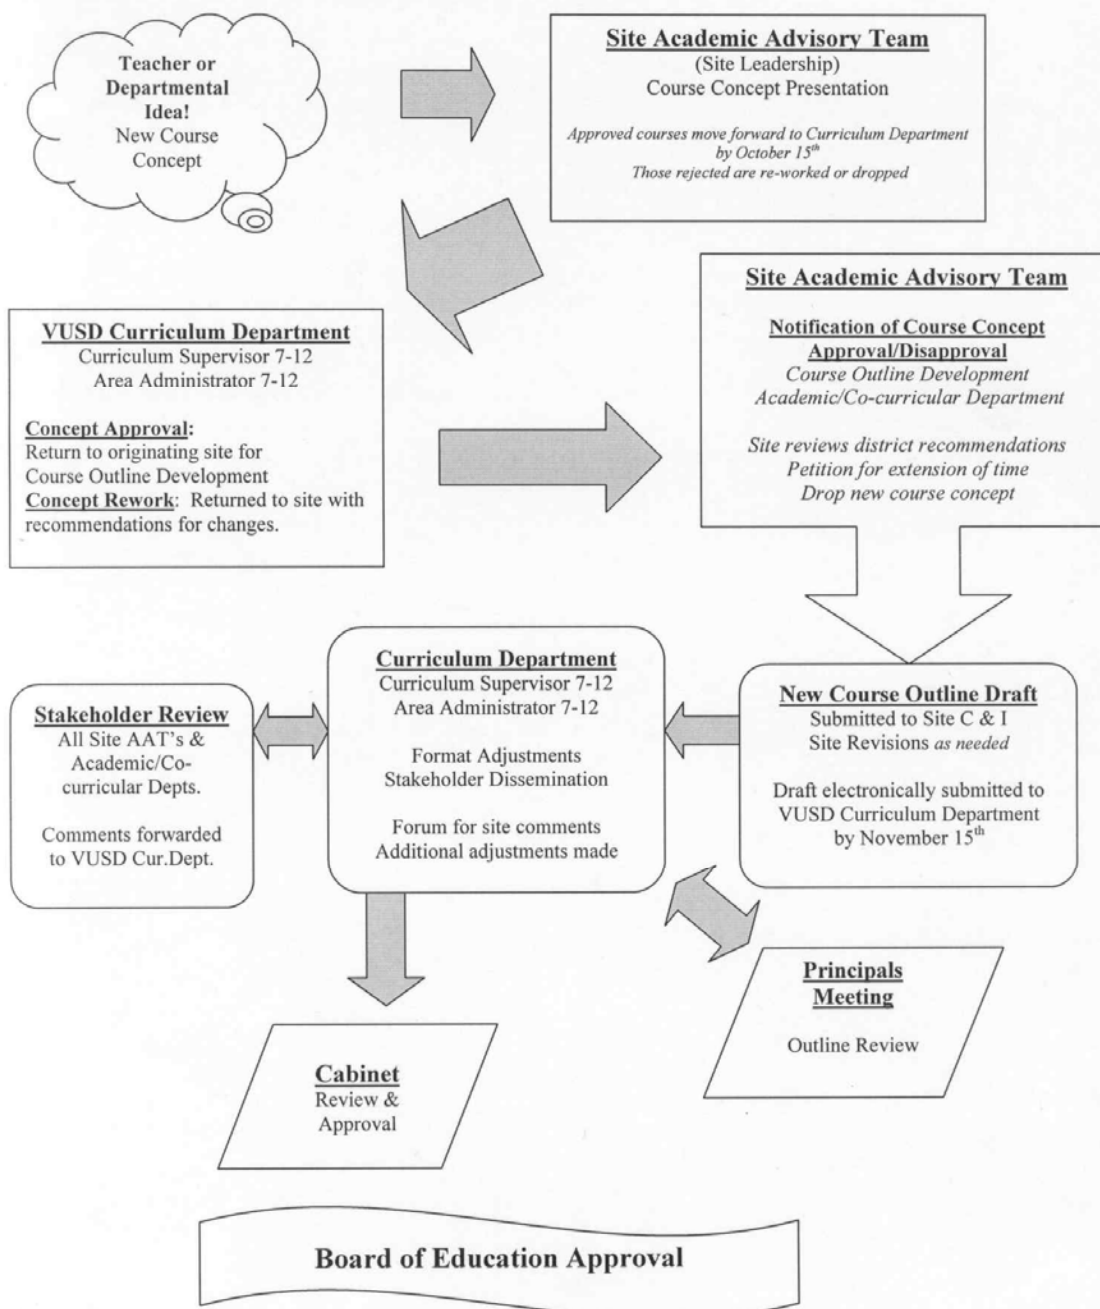 Teacher or
Departmental
Idea!
New Course
Concept
Site Academic Advisory Team
(Site Leadership)
Course Concept Presentation
Approved courses move forward to Curriculum Department
by October 15th
Those rejected are re-worked or dropped
VUSD Curriculum Department
Curriculum Supervisor 7-12
Area Administrator 7-12
Concept Approval:
Return to originating site for
Course Outline Development
Concept Rework: Returned to site with
recommendations for changes.
Site Academic Advisory Team
Notification of Course Concept
Approval/Disapproval
Course Outline Development
Academic/Co-curricular Department
Site reviews district recommendations
Petition for extension of time
Drop new course concept
New Course Outline Draft
Submitted to Site C & I
Site Revisions as needed
Draft electronically submitted to
VUSD Curriculum Department
by November 15th
Curriculum Department
Curriculum Supervisor 7-12
Area Administrator 7-12
Format Adjustments
Stakeholder Dissemination
Forum for site comments
Additional adjustments made
Stakeholder Review
All Site AAT's &
Academic/Co-
curricular Depts.
Comments forwarded
to VUSD Cur.Dept.
Principals
Meeting
Outline Review
Cabinet
Review &
Approval
Board of Education Approval